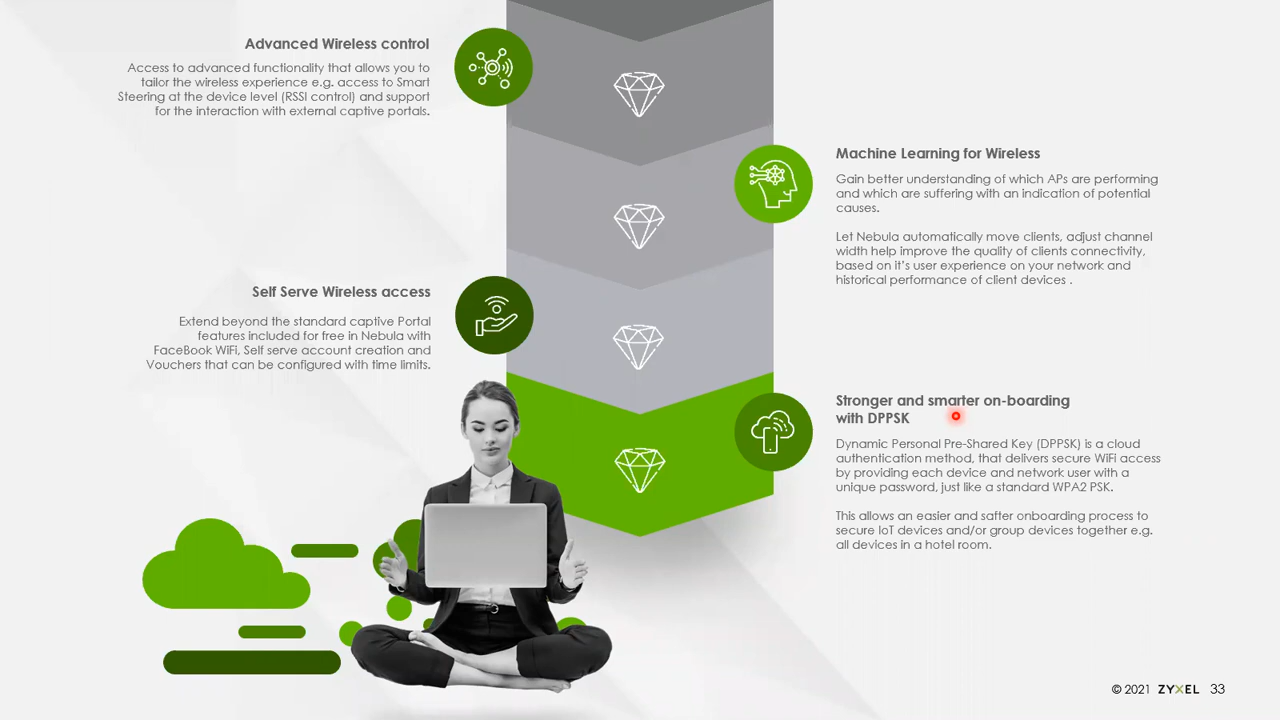 Advanced Wireless control
Access to advanced functionality that allows you to
tailor the wireless experience e.g. access to Smart
Steering at the device level (RSSI control) and support
for the interaction with external captive portals.
Machine Learning for Wireless
Gain better understanding of which APs are performing
and which are suffering with an indication of potential
causes.
Let Nebula automatically move clients, adjust channel
width help improve the quality of clients connectivity,
based on it's user experience on your network and
historical performance of client devices .
Self Serve Wireless access
Extend beyond the standard captive Portal
features included for free in Nebula with
FaceBook WiFi, Self serve account creation and
Vouchers that can be configured with time limits.
Stronger and smarter on-boarding
with DPPSK
Dynamic Personal Pre-Shared Key (DPPSK) is a cloud
authentication method, that delivers secure WiFi access
by providing each device and network user with a
unique password, just like a standard WPA2 PSK.
This allows an easier and safter onboarding process to
secure IoT devices and/or group devices together e.g.
all devices in a hotel room.
© 2021 ZYXEL 33